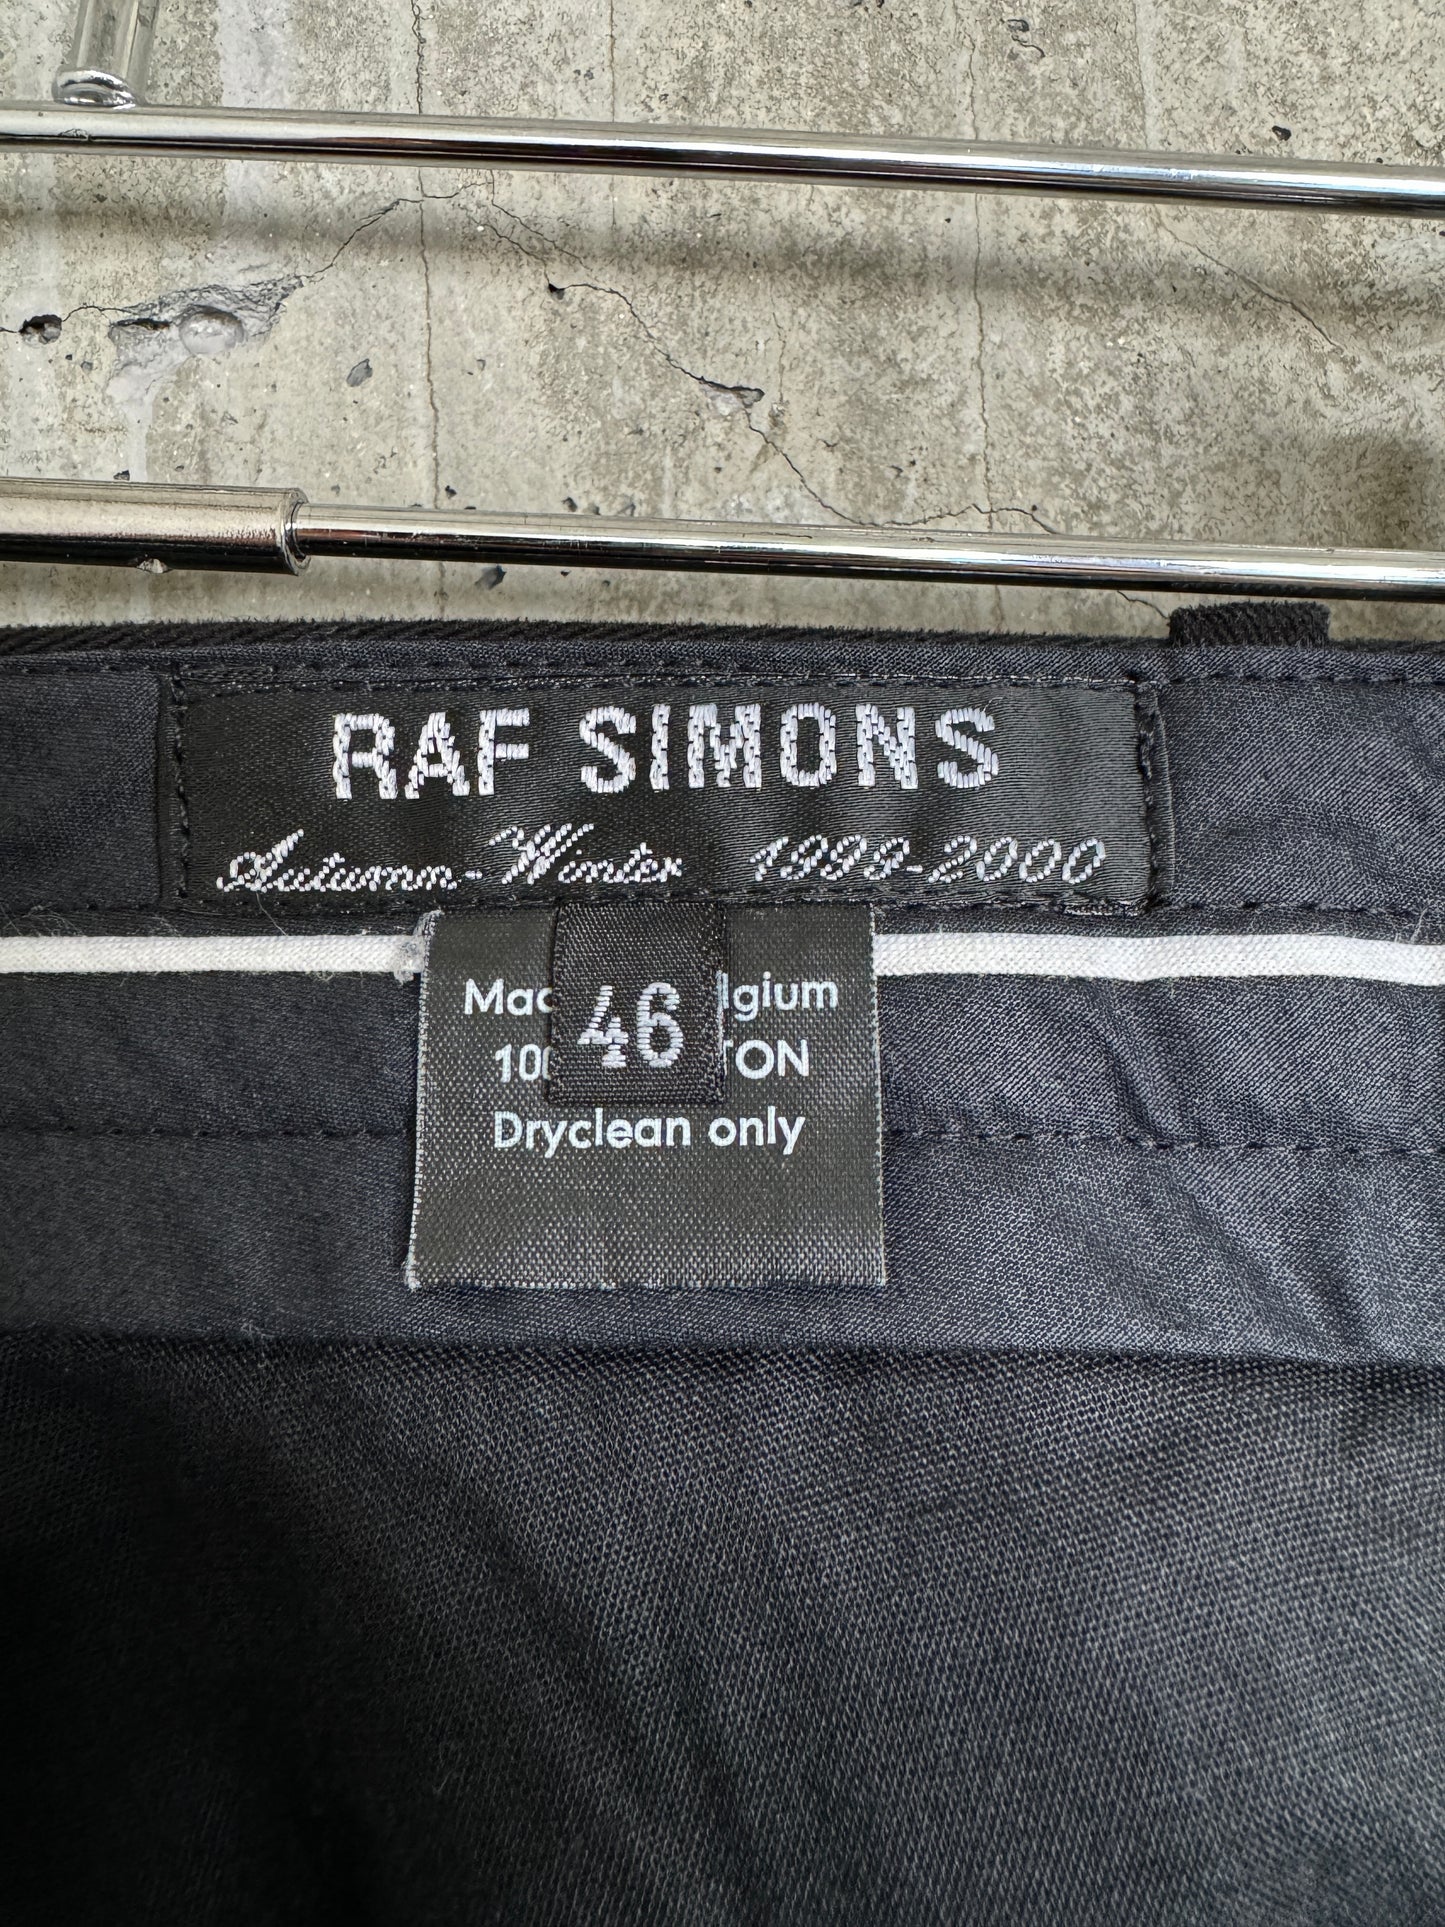 RAF SIMONS
Autumn-Winter 1999-2000
46
Dryclean only